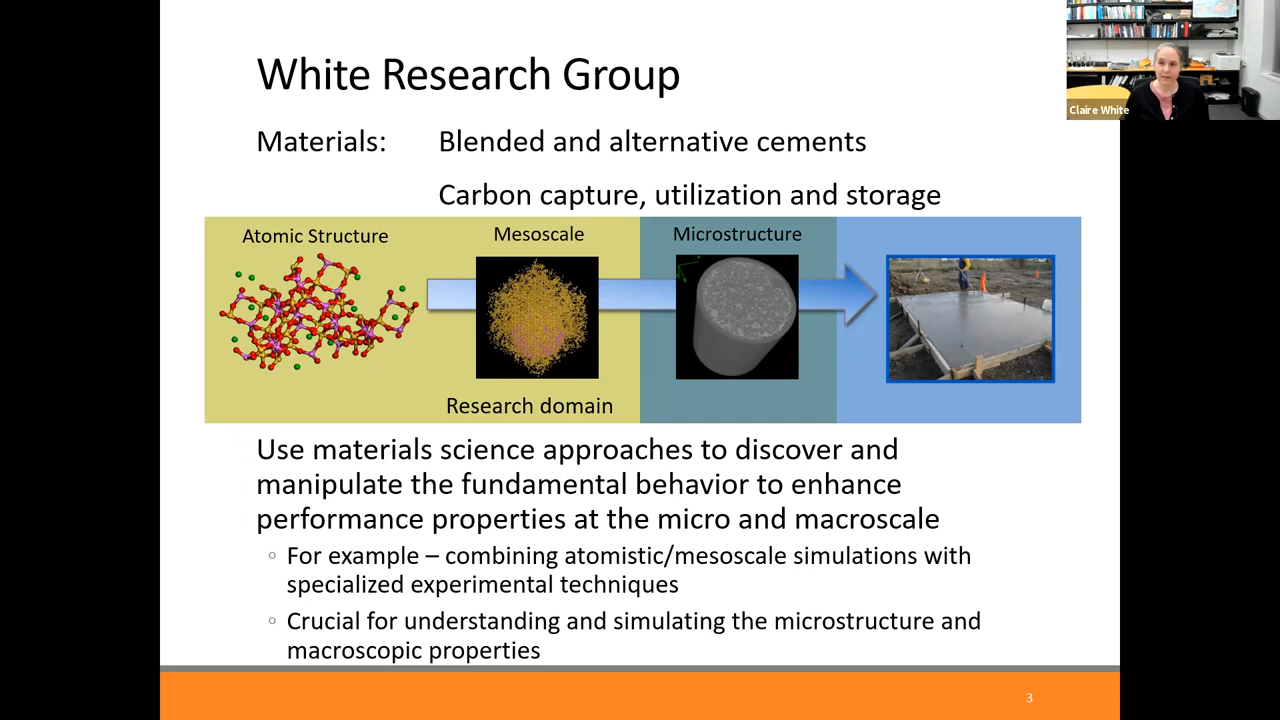 White Research Group
Claire White
Materials: Blended and alternative cements
Carbon capture, utilization and storage
Atomic Structure
Mesoscale
Microstructure
Research domain
Use materials science approaches to discover and
manipulate the fundamental behavior to enhance
performance properties at the micro and macroscale
◦ For example – combining atomistic/mesoscale simulations with
specialized experimental techniques
◦ Crucial for understanding and simulating the microstructure and
macroscopic properties
3